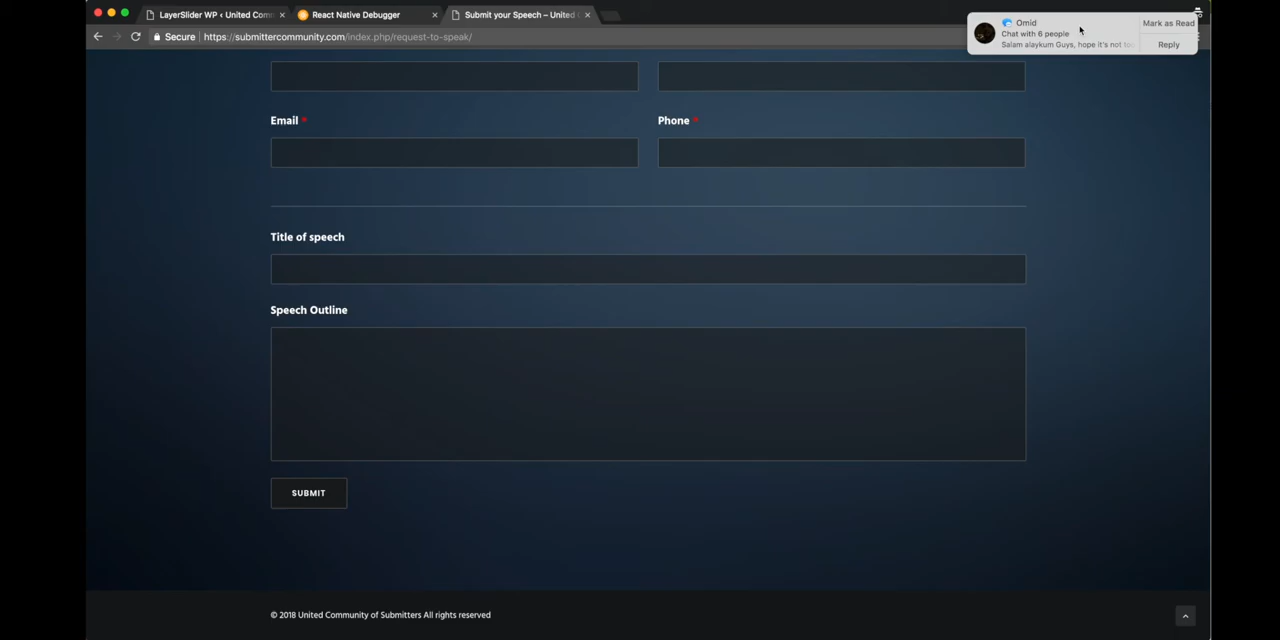 LayerSlider WP ‹ United Com
React Native Debugger
Submit your Speech – United
Secure https://submittercommunity.com/index.php/request-to-speak/
Omid
Chat with 6 people
Salam alaykum Guys, hope it's not
Mark as Read
Reply
Email *
Phone *
Title of speech
Speech Outline
SUBMIT
© 2018 United Community of Submitters All rights reserved